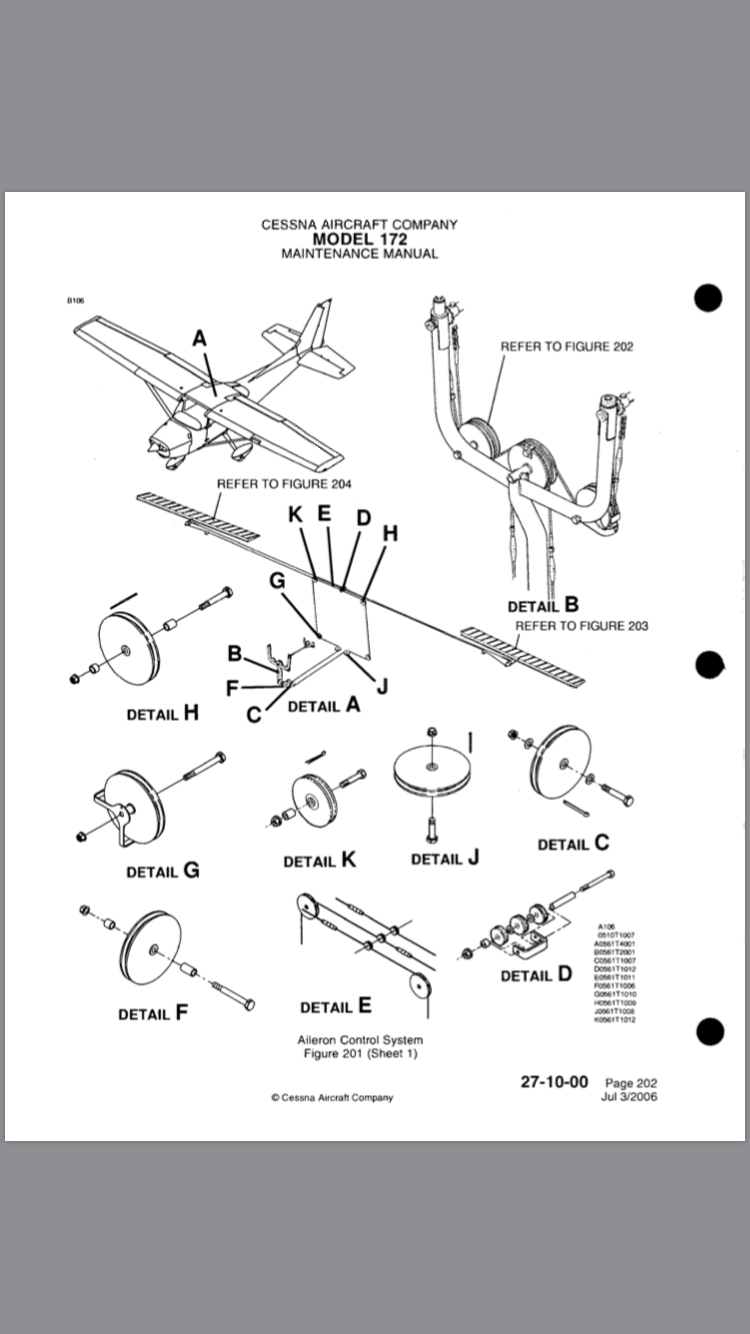 CESSNA AIRCRAFT COMPANY
MODEL 172
MAINTENANCE MANUAL
B106
A
REFER TO FIGURE 202
REFER TO FIGURE 204
K E D
H
G
DETAIL B
REFER TO FIGURE 203
B
F
C
J
DETAIL A
DETAIL H
DETAIL G
DETAIL K
DETAIL J
DETAIL C
DETAIL F
DETAIL E
DETAIL D
A106
0510T1007
A0561T4001
B0561T2001
C0561T1007
D0561T1012
E0561T1011
F0561T1006
G0561T1010
H0561T1009
J0561T1008
K0561T1012
Aileron Control System
Figure 201 (Sheet 1)
27-10-00 Page 202
© Cessna Aircraft Company Jul 3/2006